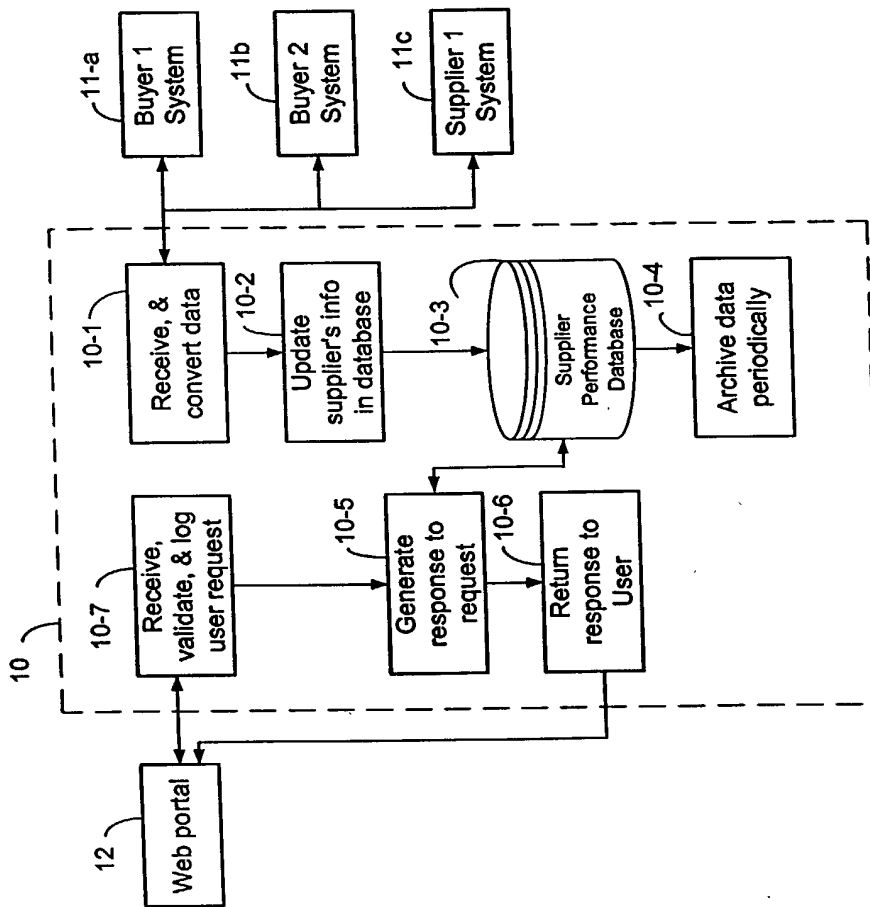 10
12
Web portal
10-7
Receive,
validate, & log
user request
10-5
Generate
response to
request
10-6
Return
response to
User
10-1
Receive, &
convert data
10-2
Update
supplier's info
in database
10-3
Supplier
Performance
Database
10-4
Archive data
periodically
11-a
Buyer 1
System
11b
Buyer 2
System
11c
Supplier 1
System